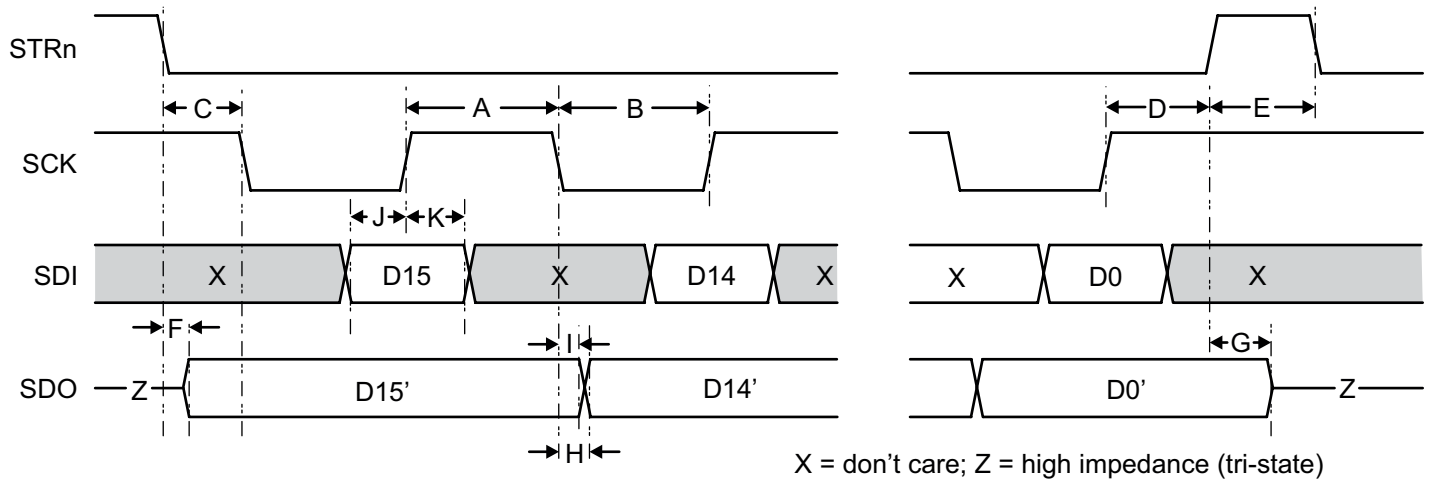 STRn
C
A
B
D
E
SCK
J
K
SDI
X
D15
X
D14
X
X
D0
X
F
I
G
SDO
Z
D15’
D14’
D0’
Z
H
X = don’t care; Z = high impedance (tri-state)